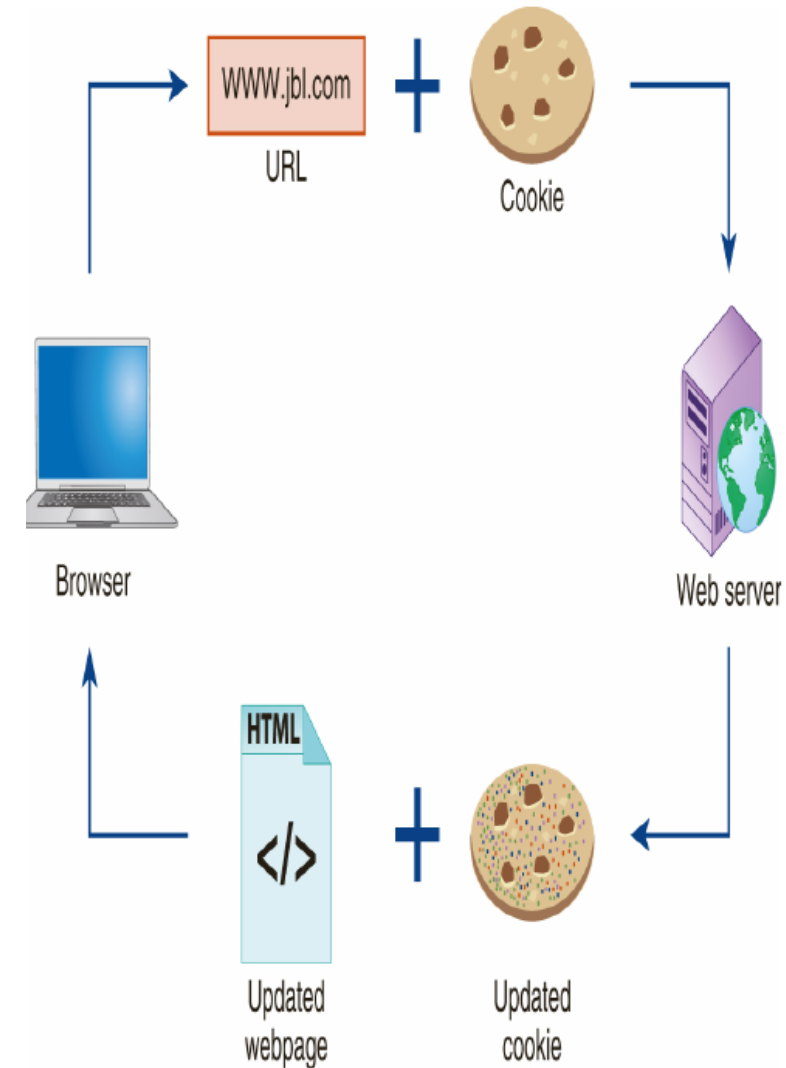 WWW.jbl.com
URL
Cookie
Browser
Web server
HTML
</>
Updated
webpage
Updated
cookie